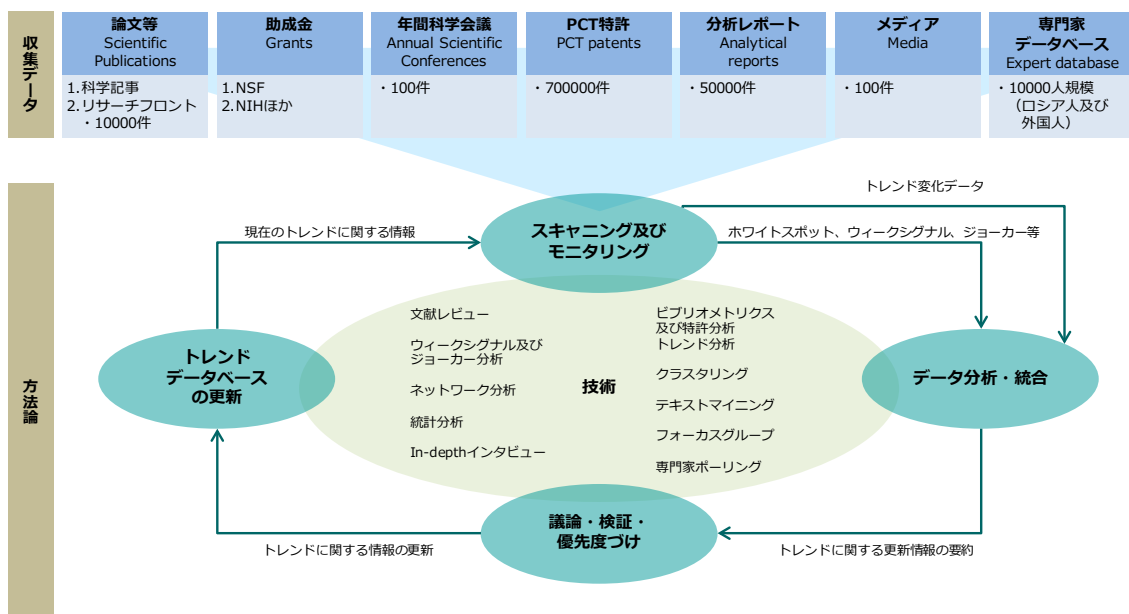 収集データ
論文等
Scientific
Publications
1.科学記事
2.リサーチフロント
・10000件
助成金
Grants
1.NSF
2.NIHほか
年間科学会議
Annual Scientific
Conferences
・100件
PCT特許
PCT patents
・700000件
分析レポート
Analytical
reports
・50000件
メディア
Media
・100件
専門家
データベース
Expert database
・10000人規模
（ロシア人及び
外国人）
方法論
トレンド変化データ
スキャニング及び
モニタリング
現在のトレンドに関する情報
ホワイトスポット、ウィークシグナル、ジョーカー等
トレンド
データベース
の更新
文献レビュー
ウィークシグナル及び
ジョーカー分析
ネットワーク分析
統計分析
In-depthインタビュー
技術
ビブリオメトリクス
及び特許分析
トレンド分析
クラスタリング
テキストマイニング
フォーカスグループ
専門家ポーリング
データ分析・統合
議論・検証・
優先度づけ
トレンドに関する情報の更新
トレンドに関する更新情報の要約